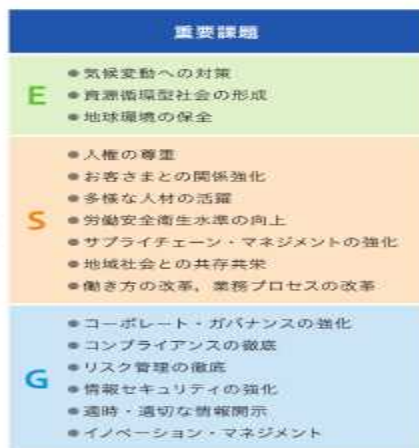 重要課題
E
●気候変動への対策
●資源循環型社会の形成
●地球環境の保全
S
●人権の尊重
●お客さまとの関係強化
●多様な人材の活躍
●労働安全衛生水準の向上
●サプライチェーン・マネジメントの強化
●地域社会との共存共栄
●働き方の改革，業務プロセスの改革
G
●コーポレート・ガバナンスの強化
●コンプライアンスの徹底
●リスク管理の徹底
●情報セキュリティの強化
●適時・適切な情報開示
●イノベーション・マネジメント